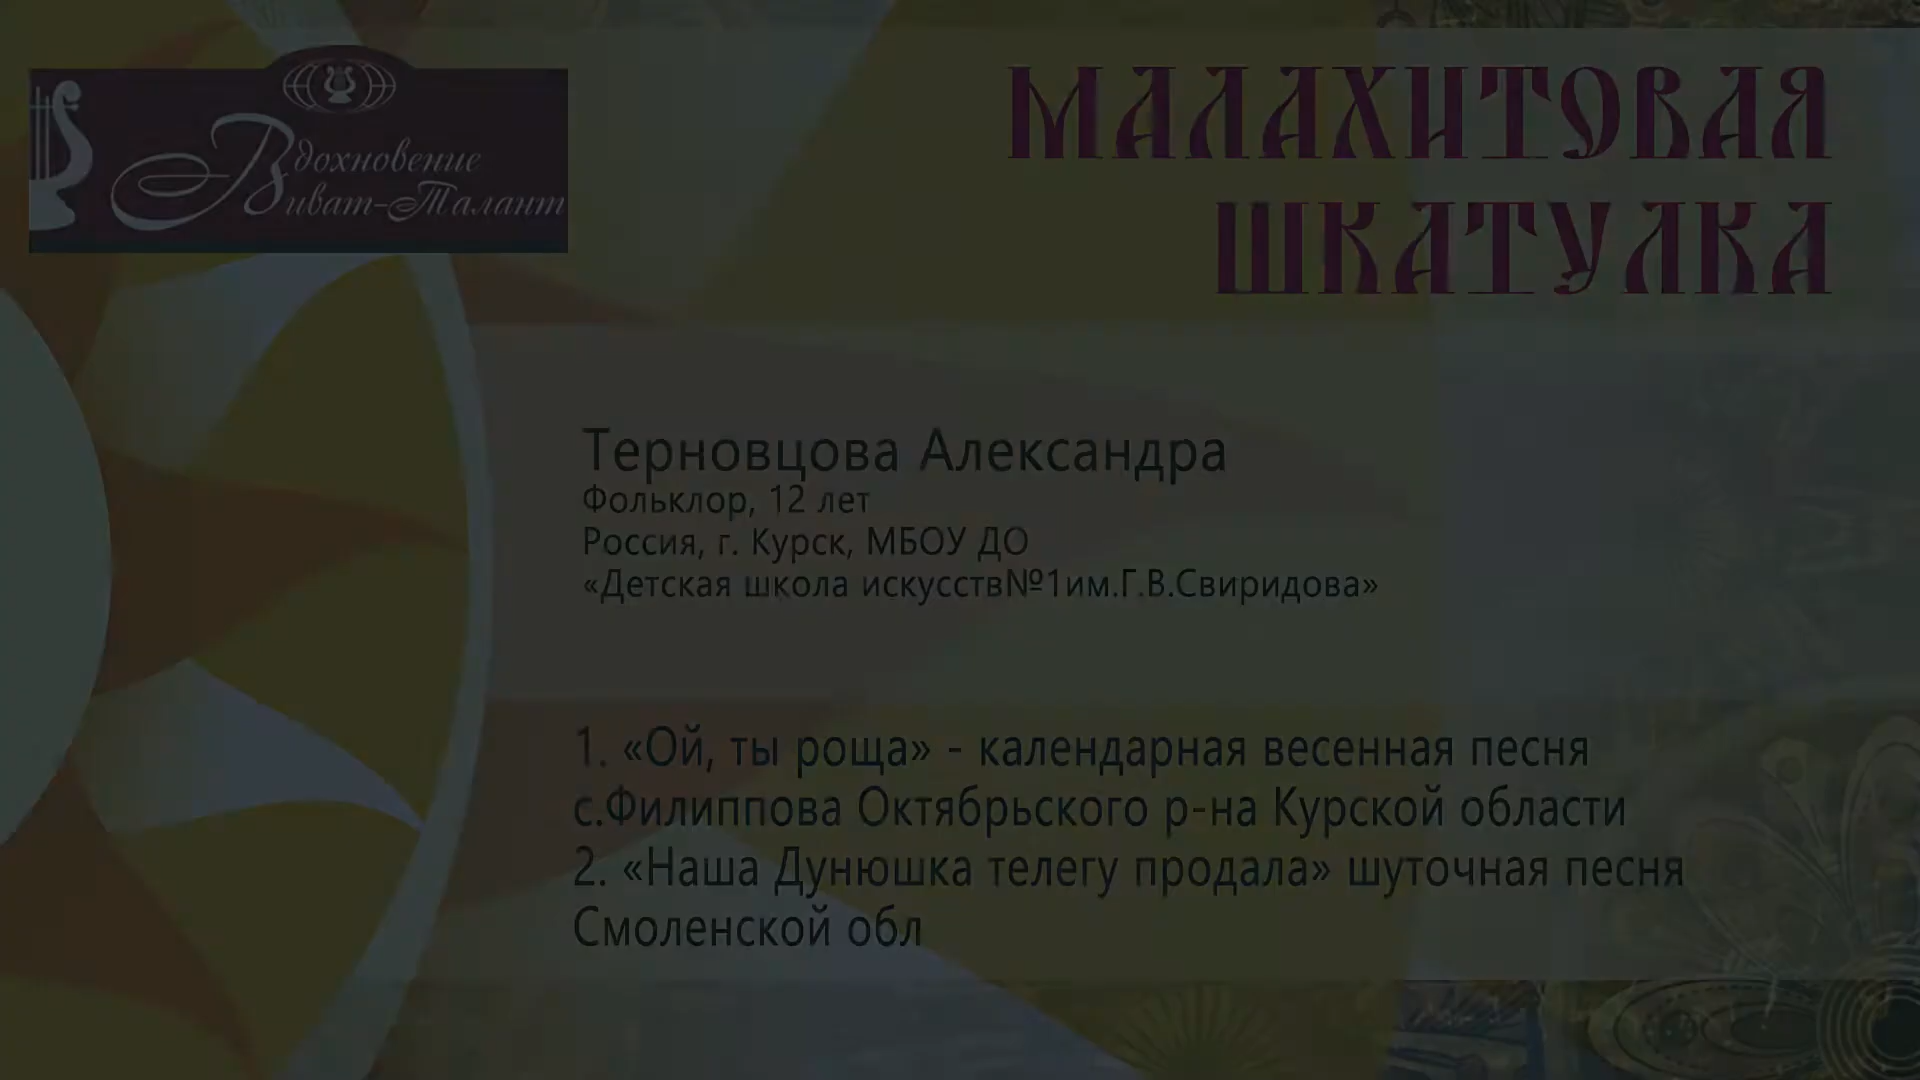 Вдохновение
Виват-Талант
МАЛАХИТОВАЯ
ШКАТУЛКА
Терновцова Александра
Фольклор, 12 лет
Россия, г. Курск, МБОУ ДО
«Детская школа искусств№1им.Г.В.Свиридова»
1. «Ой, ты роща» - календарная весенная песня
с.Филиппова Октябрьского р-на Курской области
2. «Наша Дунюшка телегу продала» шуточная песня
Смоленской обл